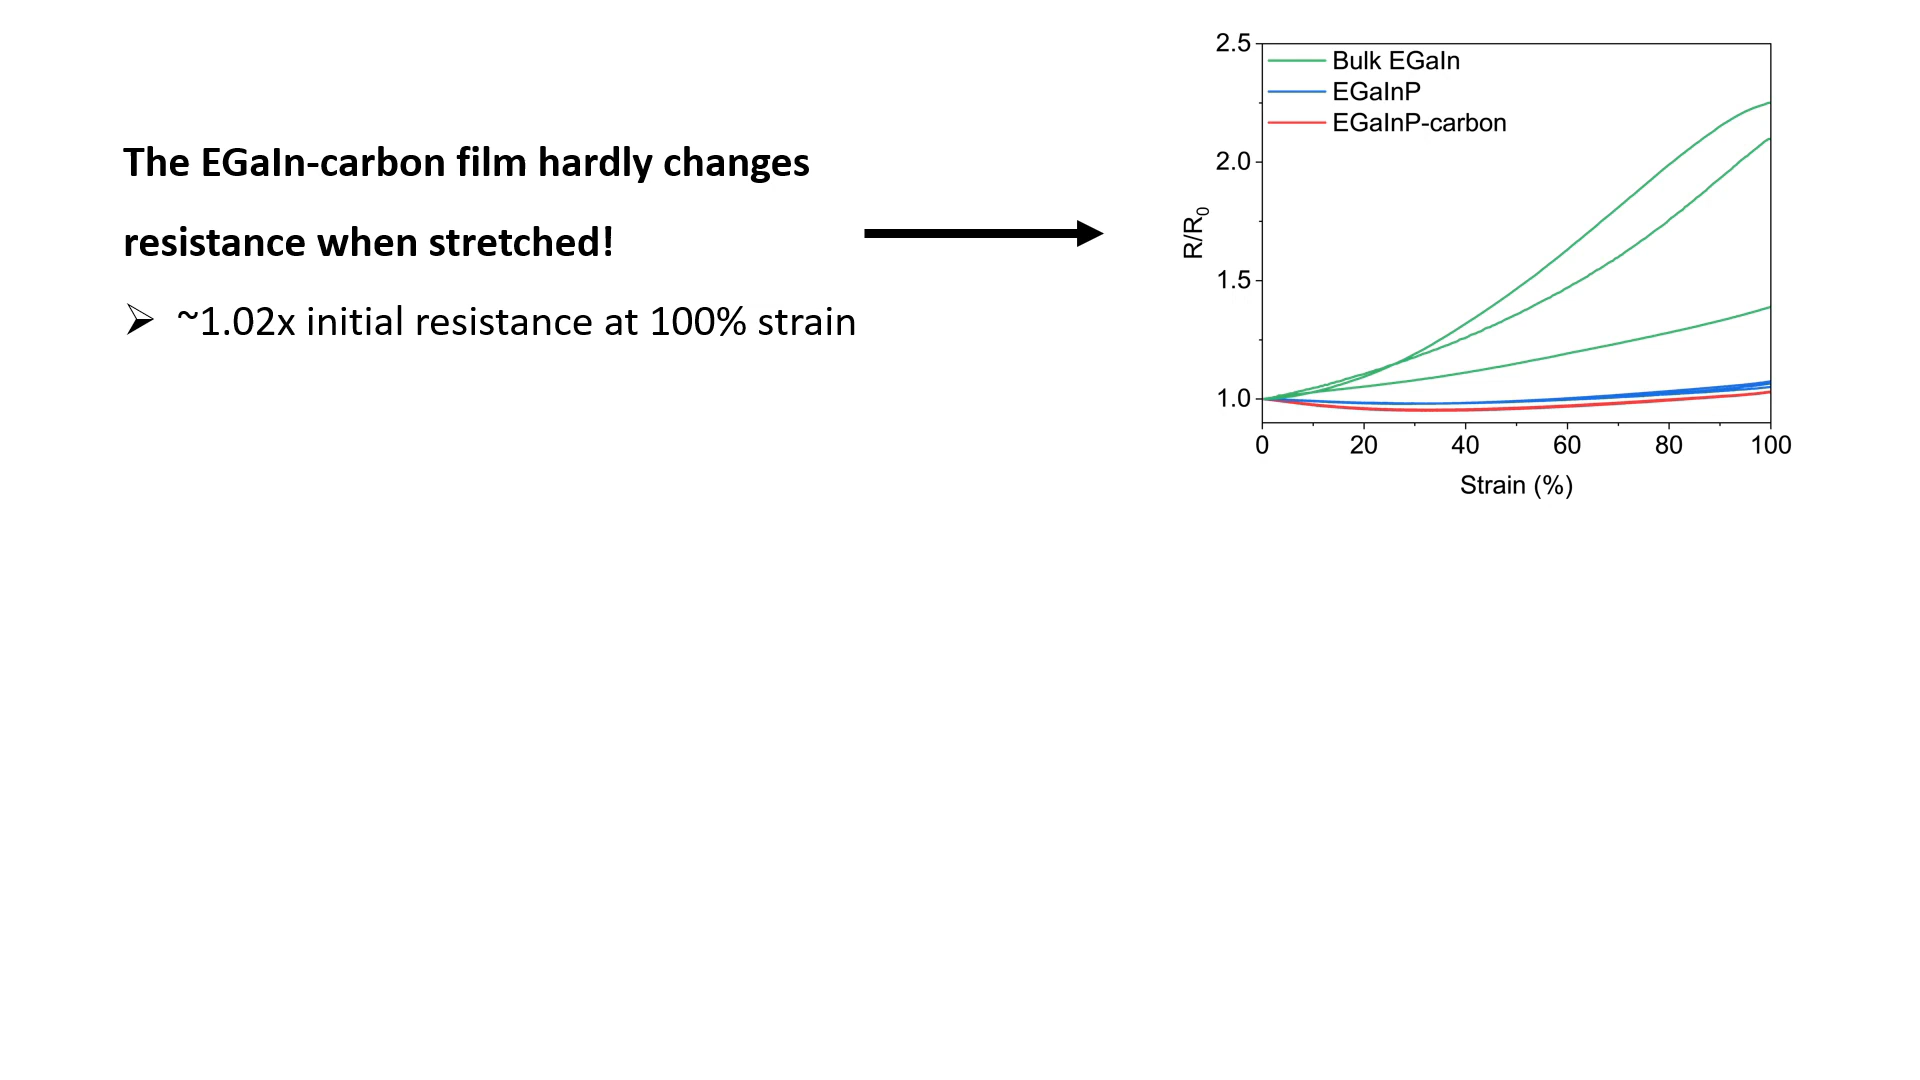 The EGaIn-carbon film hardly changes
resistance when stretched!
➢ ~1.02x initial resistance at 100% strain
2.5
2.0
1.5
1.0
R/R0
Bulk EGaIn
EGaInP
EGaInP-carbon
0 20 40 60 80 100
Strain (%)